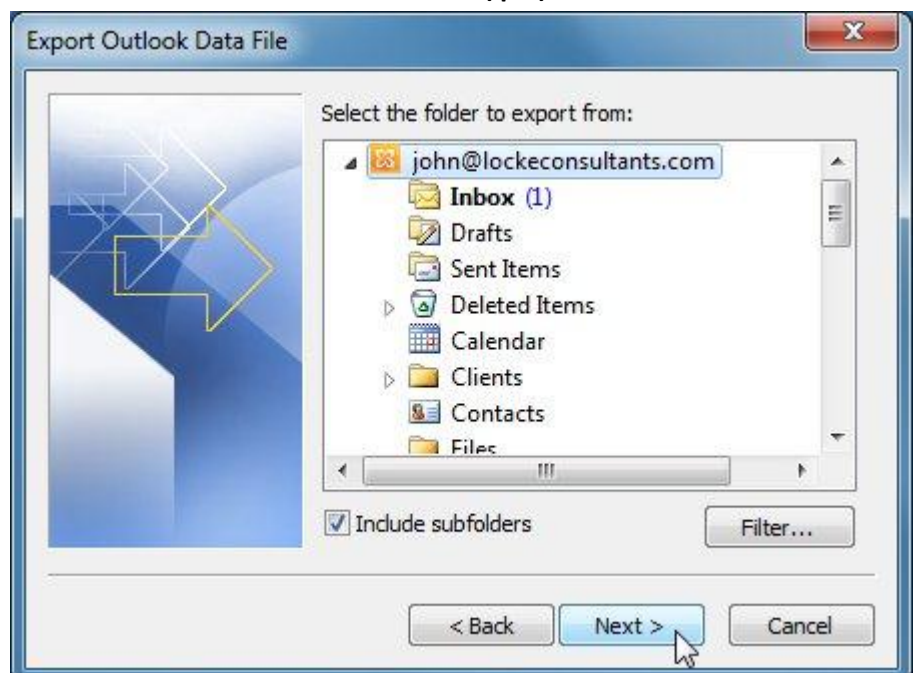 Export Outlook Data File
Select the folder to export from:
john@lockeconsultants.com
Inbox (1)
Drafts
Sent Items
Deleted Items
Calendar
Clients
Contacts
Files
Include subfolders
Filter...
< Back
Next >
Cancel